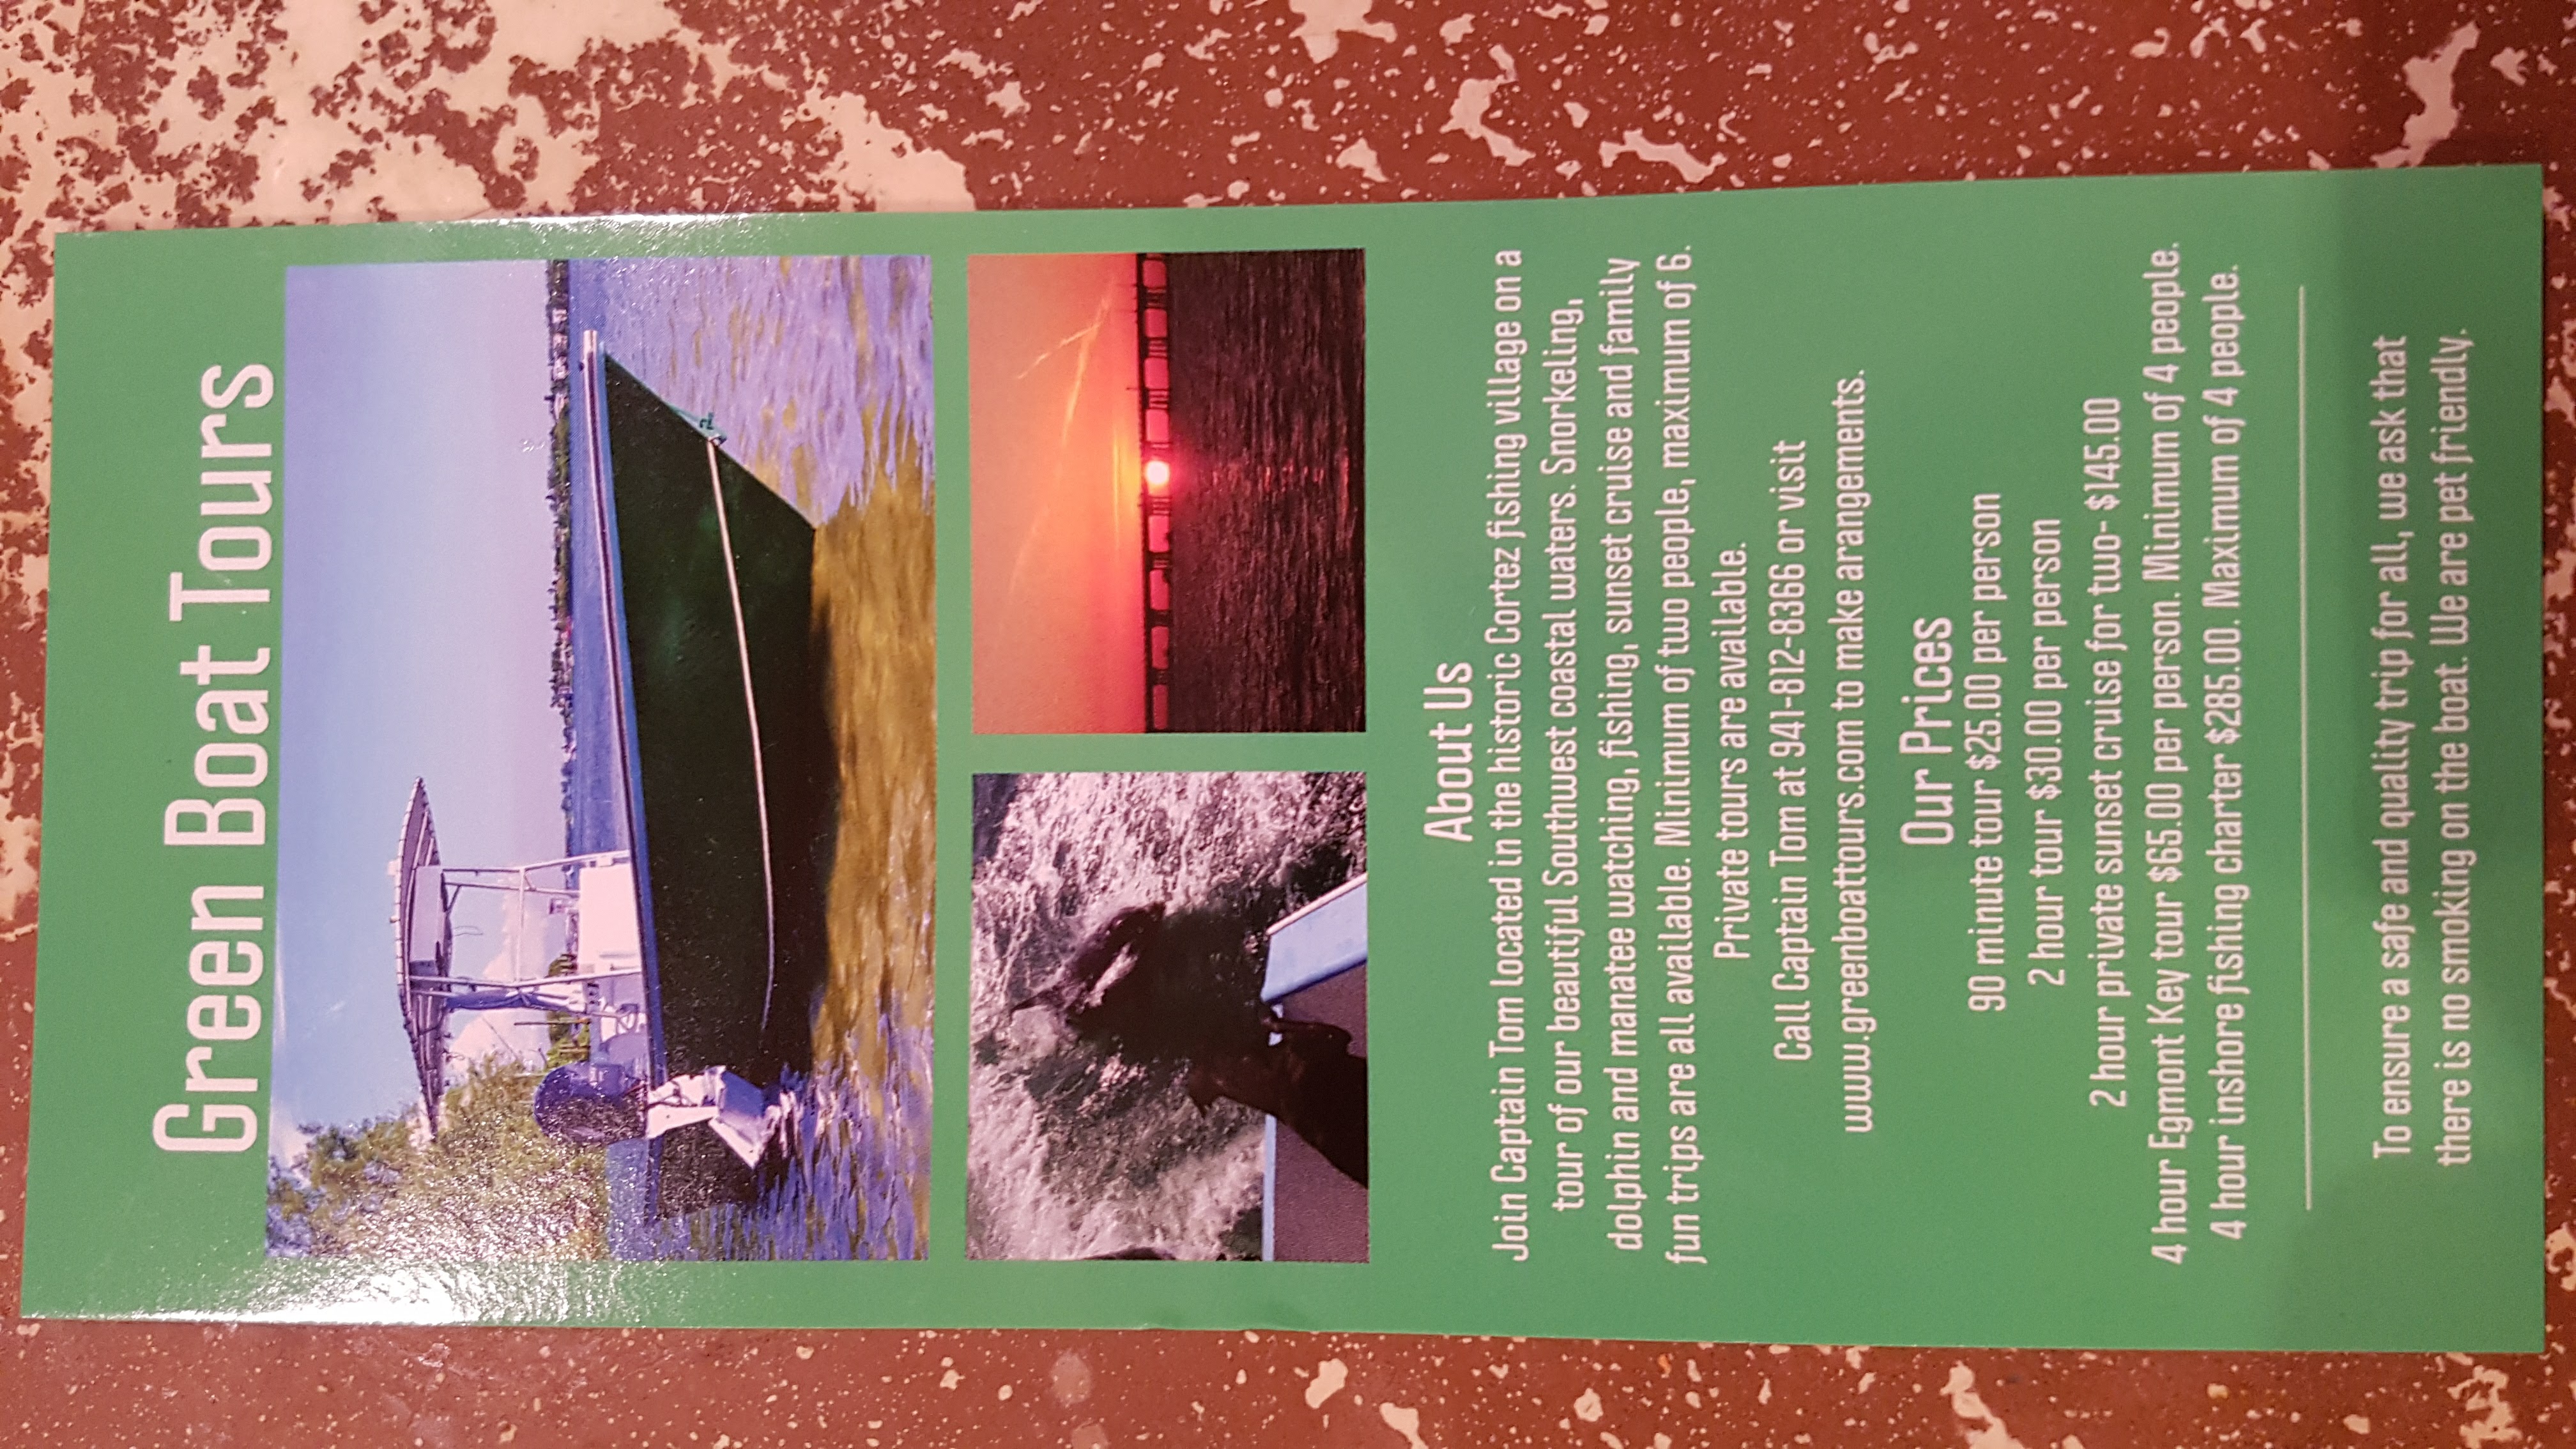 Green Boat Tours
About Us
Join Captain Tom located in the historic Cortez fishing village on a
tour of our beautiful Southwest coastal waters. Snorkeling,
dolphin and manatee watching, fishing, sunset cruise and family
fun trips are all available. Minimum of two people, maximum of 6.
Private tours are available.
Call Captain Tom at 941-812-8366 or visit
www.greenboattours.com to make arangements.
Our Prices
90 minute tour $25.00 per person
2 hour tour $30.00 per person
2 hour private sunset cruise for two- $145.00
4 hour Egmont Key tour $65.00 per person. Minimum of 4 people.
4 hour inshore fishing charter $285.00. Maximum of 4 people.
To ensure a safe and quality trip for all, we ask that
there is no smoking on the boat. We are pet friendly.